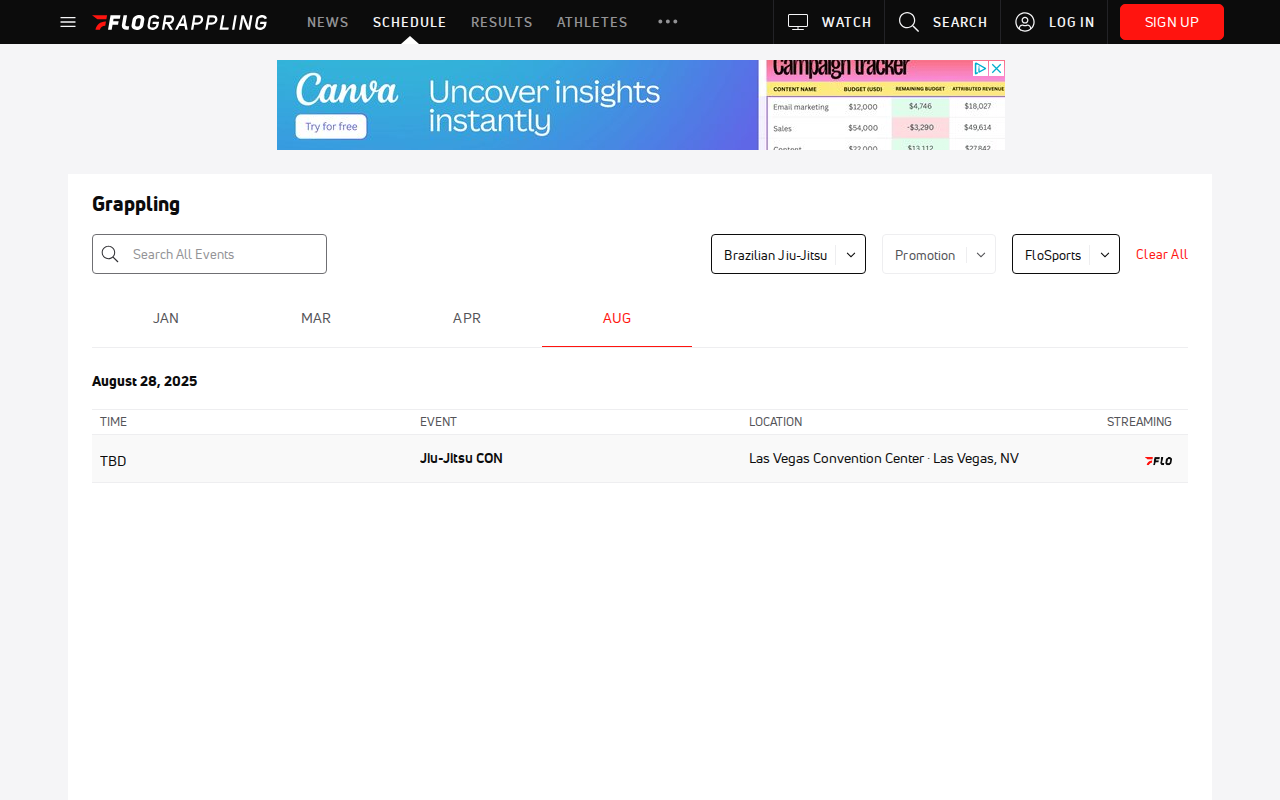 FLOGRAPPLING NEWS SCHEDULE RESULTS ATHLETES WATCH SEARCH LOG IN SIGN UP
Canva
Try for free
Uncover insights
instantly
campaign tracker
CONTENT NAME BUDGET (USD) REMAINING BUDGET ATTRIBUTED REVENUE
Email marketing $12,000 $4,746 $18,027
Sales $54,000 -$3,290 $49,614
Content $22,000 $13,112 $27,842
Grappling
Search All Events Brazilian Jiu-Jitsu Promotion FloSports Clear All
JAN MAR APR AUG
August 28, 2025
TIME EVENT LOCATION STREAMING
TBD Jiu-Jitsu CON Las Vegas Convention Center · Las Vegas, NV FLO